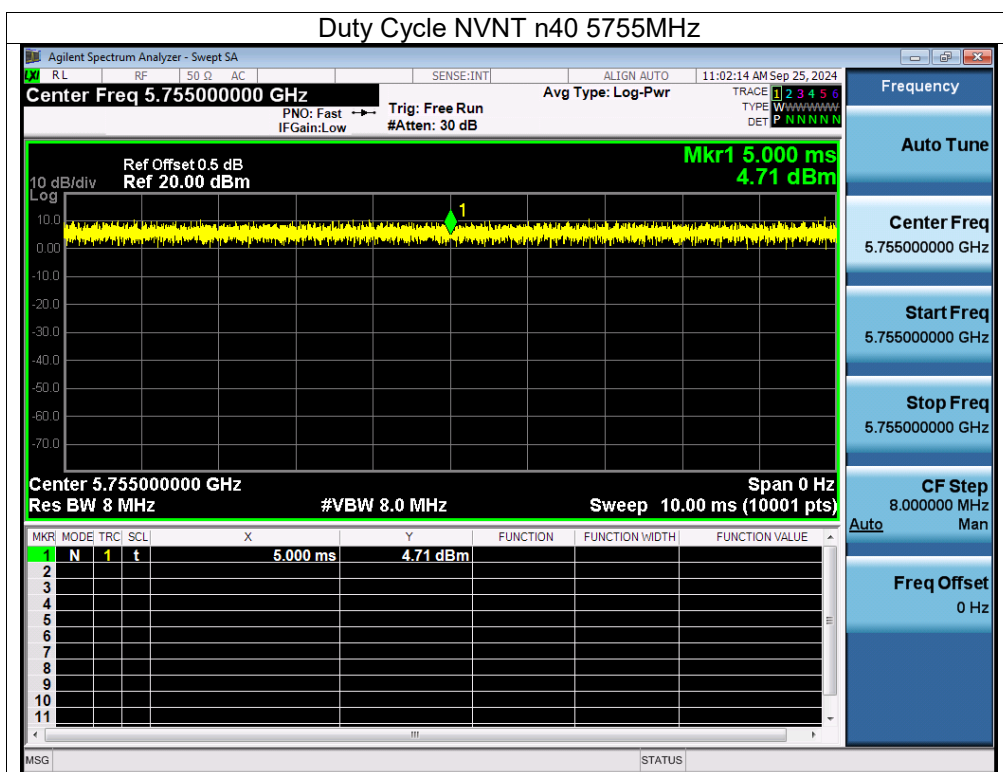 Duty Cycle NVNT n40 5755MHz
Agilent Spectrum Analyzer - Swept SA
LXI RL RF 50 Ω AC SENSE:INT ALIGN AUTO 11:02:14 AM Sep 25, 2024
Center Freq 5.755000000 GHz Avg Type: Log-Pwr TRACE 1 2 3 4 5 6
PNO: Fast Trig: Free Run TYPE WWWWWWW
IFGain:Low #Atten: 30 dB DET P N N N N N
Frequency
Auto Tune
Mkr1 5.000 ms
4.71 dBm
Ref Offset 0.5 dB
10 dB/div Ref 20.00 dBm
Log
1
10.0
0.00
-10.0
-20.0
-30.0
-40.0
-50.0
-60.0
-70.0
Center Freq
5.755000000 GHz
Start Freq
5.755000000 GHz
Stop Freq
5.755000000 GHz
CF Step
8.000000 MHz
Auto Man
Freq Offset
0 Hz
Center 5.755000000 GHz Span 0 Hz
Res BW 8 MHz #VBW 8.0 MHz Sweep 10.00 ms (10001 pts)
MKR MODE TRC SCL X Y FUNCTION FUNCTION WIDTH FUNCTION VALUE
1 N 1 t 5.000 ms 4.71 dBm
2
3
4
5
6
7
8
9
10
11
MSG STATUS